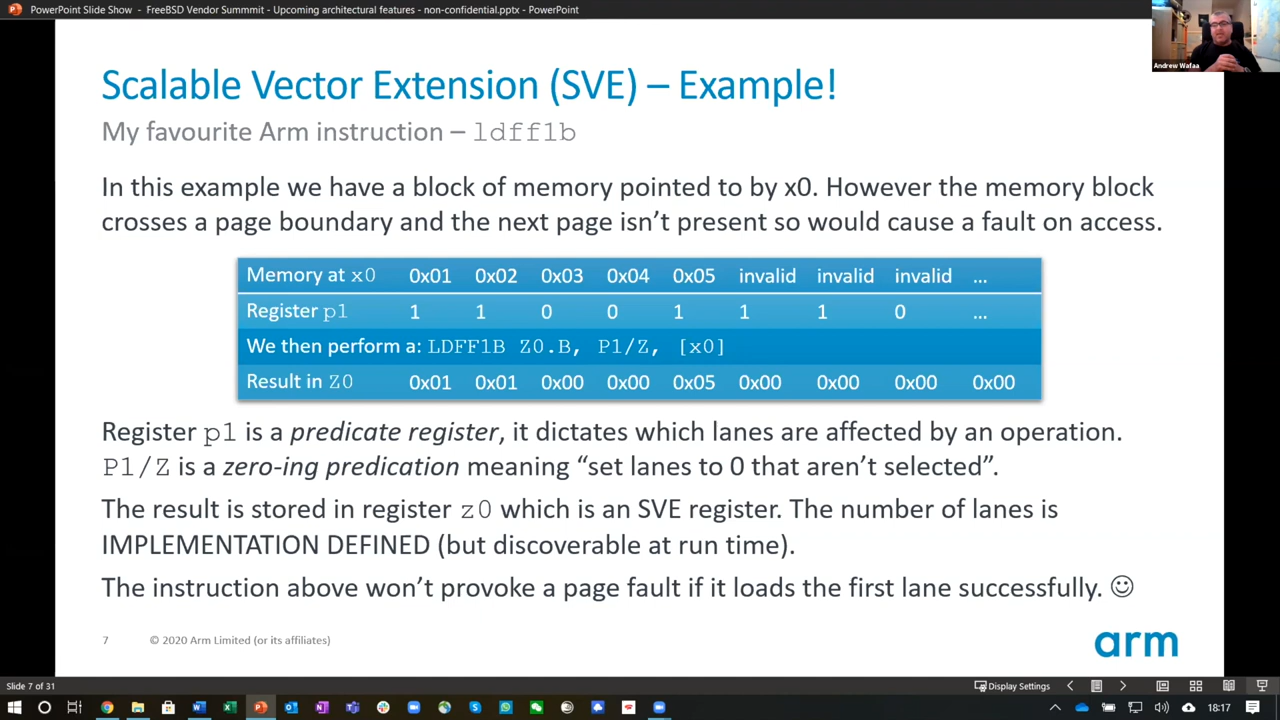 PowerPoint Slide Show - FreeBSD Vendor Summmit - Upcoming architectural features - non-confidential.pptx - PowerPoint
Andrew Wafaa
Scalable Vector Extension (SVE) – Example!
My favourite Arm instruction – ldff1b
In this example we have a block of memory pointed to by x0. However the memory block
crosses a page boundary and the next page isn't present so would cause a fault on access.
Memory at x0 0x01 0x02 0x03 0x04 0x05 invalid invalid invalid ...
Register p1 1 1 0 0 1 1 1 0 ...
We then perform a: LDFF1B Z0.B, P1/Z, [x0]
Result in Z0 0x01 0x01 0x00 0x00 0x05 0x00 0x00 0x00 0x00
Register p1 is a predicate register, it dictates which lanes are affected by an operation.
P1/Z is a zero-ing predication meaning "set lanes to 0 that aren't selected".
The result is stored in register z0 which is an SVE register. The number of lanes is
IMPLEMENTATION DEFINED (but discoverable at run time).
The instruction above won't provoke a page fault if it loads the first lane successfully. ☺
7 © 2020 Arm Limited (or its affiliates)
arm
Slide 7 of 31 Display Settings
18:17